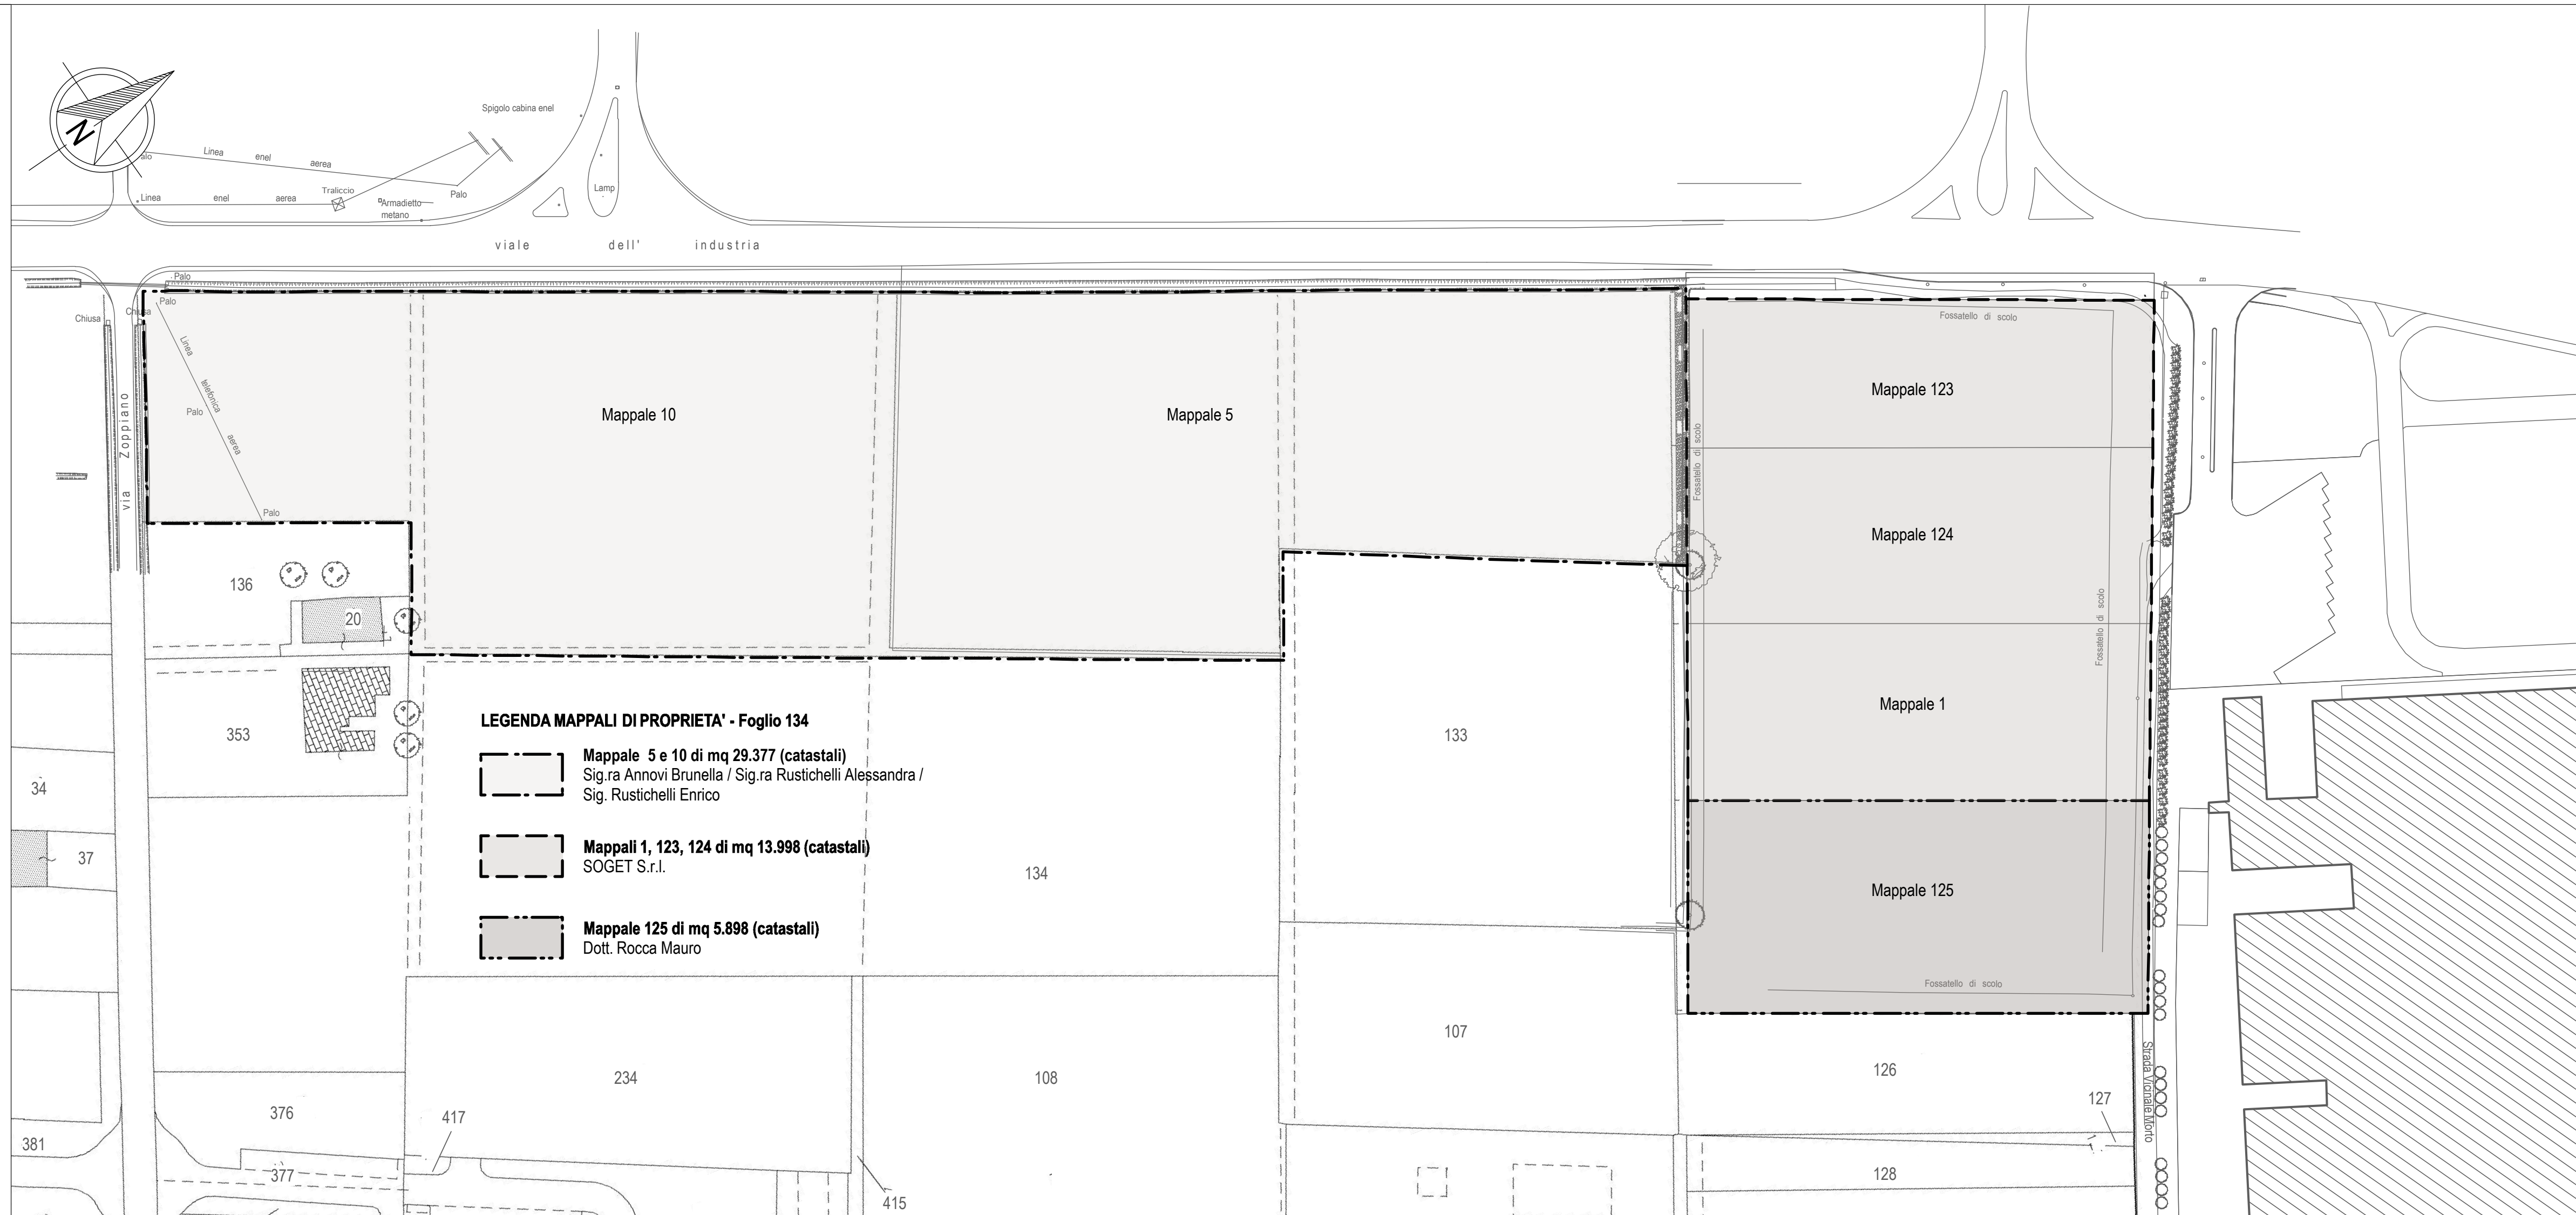 N
Spigolo cabina enel
alo
Linea enel aerea
Traliccio
Palo
Linea enel aerea
Armadietto
metano
Lamp
viale dell' industria
Palo
Palo
Chiusa
Chiusa
Linea telefonica aerea
Palo
Palo
via Zoppiano
Mappale 10
Mappale 5
Fossatello di scolo
Mappale 123
Fossatello di scolo
Mappale 124
Fossatello di scolo
Mappale 1
Mappale 125
Fossatello di scolo
136
20
353
34
37
133
134
LEGENDA MAPPALI DI PROPRIETA' - Foglio 134
Mappale 5 e 10 di mq 29.377 (catastali)
Sig.ra Annovi Brunella / Sig.ra Rustichelli Alessandra /
Sig. Rustichelli Enrico
Mappali 1, 123, 124 di mq 13.998 (catastali)
SOGET S.r.l.
Mappale 125 di mq 5.898 (catastali)
Dott. Rocca Mauro
107
234
108
126
127
Strada Vicinale Morto
376
417
381
377
415
128